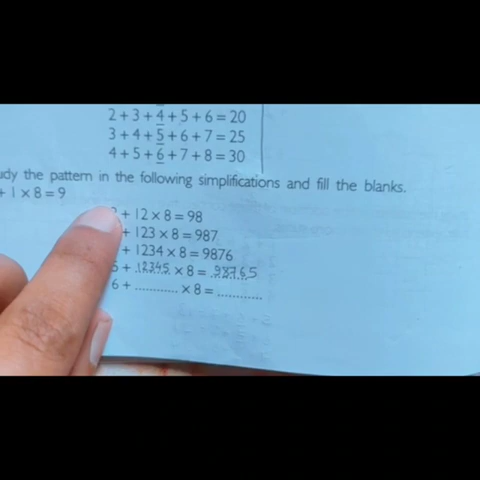 2 + 3 + 4 + 5 + 6 = 20
3 + 4 + 5 + 6 + 7 = 25
4 + 5 + 6 + 7 + 8 = 30
the pattern in the following simplifications and fill the blanks.
+ 1 × 8 = 9
+ 12 × 8 = 98
+ 123 × 8 = 987
+ 1234 × 8 = 9876
5 + 12345 × 8 = 98765
6 + ............ × 8 = ............